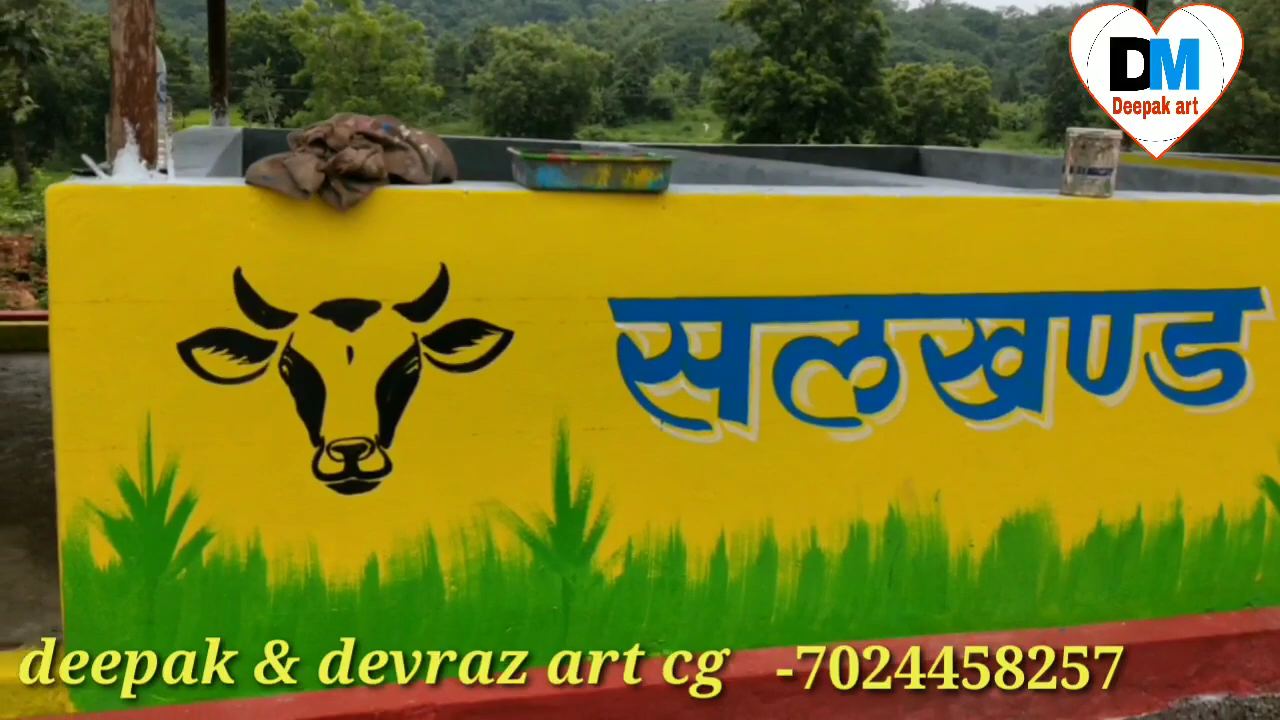 DM
Deepak art
सलखण्ड
deepak & devraz art cg -7024458257